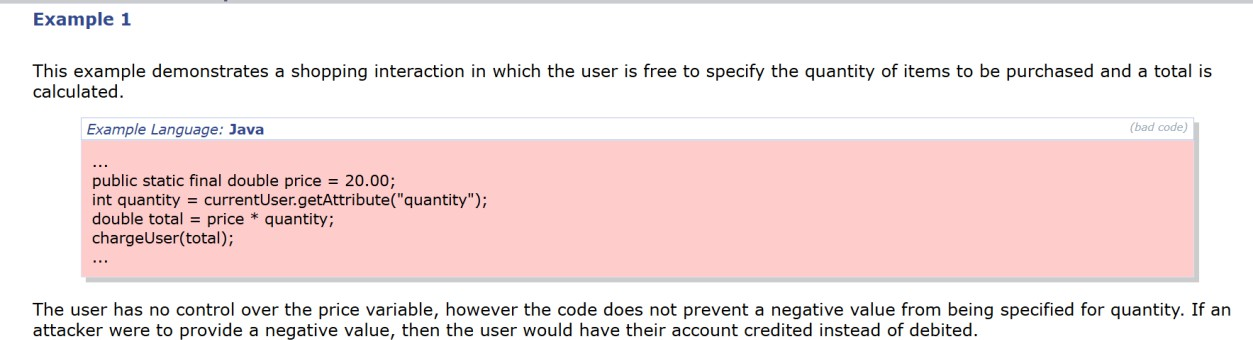 Example 1
This example demonstrates a shopping interaction in which the user is free to specify the quantity of items to be purchased and a total is
calculated.
Example Language: Java (bad code)
...
public static final double price = 20.00;
int quantity = currentUser.getAttribute("quantity");
double total = price * quantity;
chargeUser(total);
...
The user has no control over the price variable, however the code does not prevent a negative value from being specified for quantity. If an
attacker were to provide a negative value, then the user would have their account credited instead of debited.